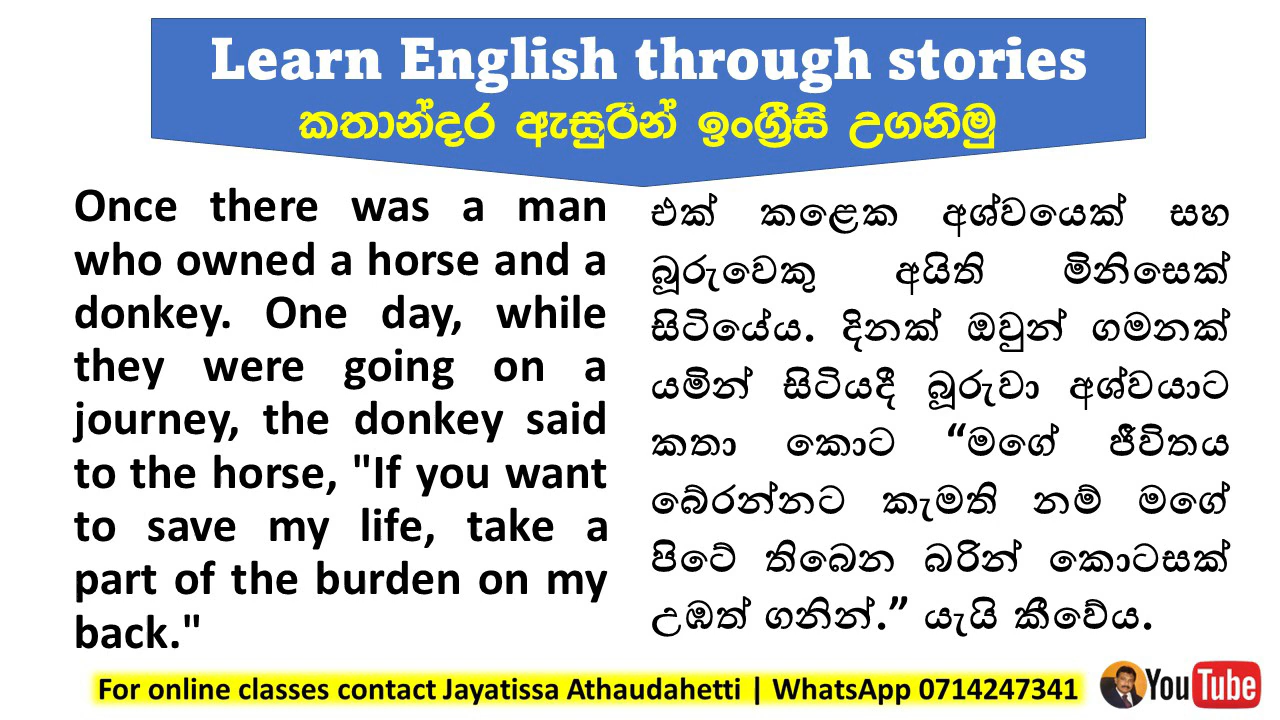 Learn English through stories
කතාන්දර ඇසුරින් ඉංග්‍රීසි උගනිමු
Once there was a man
who owned a horse and a
donkey. One day, while
they were going on a
journey, the donkey said
to the horse, "If you want
to save my life, take a
part of the burden on my
back."
එක් කළෙක අශ්වයෙක් සහ
බූරුවෙකු අයිති මිනිසෙක්
සිටියේය. දිනක් ඔවුන් ගමනක්
යමින් සිටියදී බූරුවා අශ්වයාට
කතා කොට “මගේ ජීවිතය
බේරන්නට කැමති නම් මගේ
පිටේ තිබෙන බරින් කොටසක්
උඹත් ගනින්.” යැයි කීවේය.
For online classes contact Jayatissa Athaudahetti | WhatsApp 0714247341
YouTube